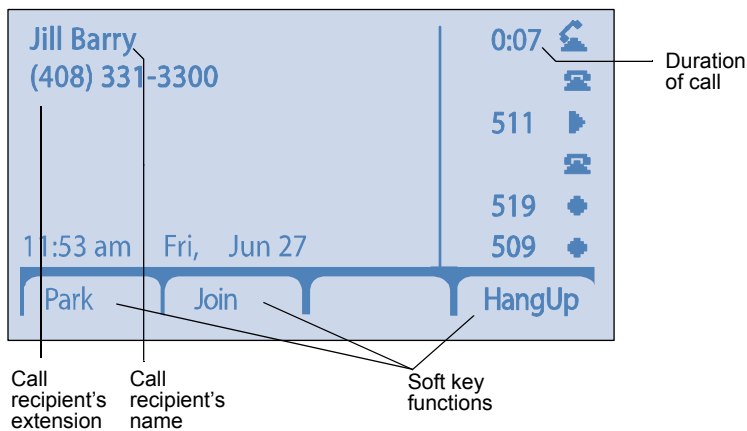 Jill Barry
(408) 331-3300
0:07
511
519
509
11:53 am Fri, Jun 27
Park Join HangUp
Duration
of call
Call
recipient's
extension
Call
recipient's
name
Soft key
functions